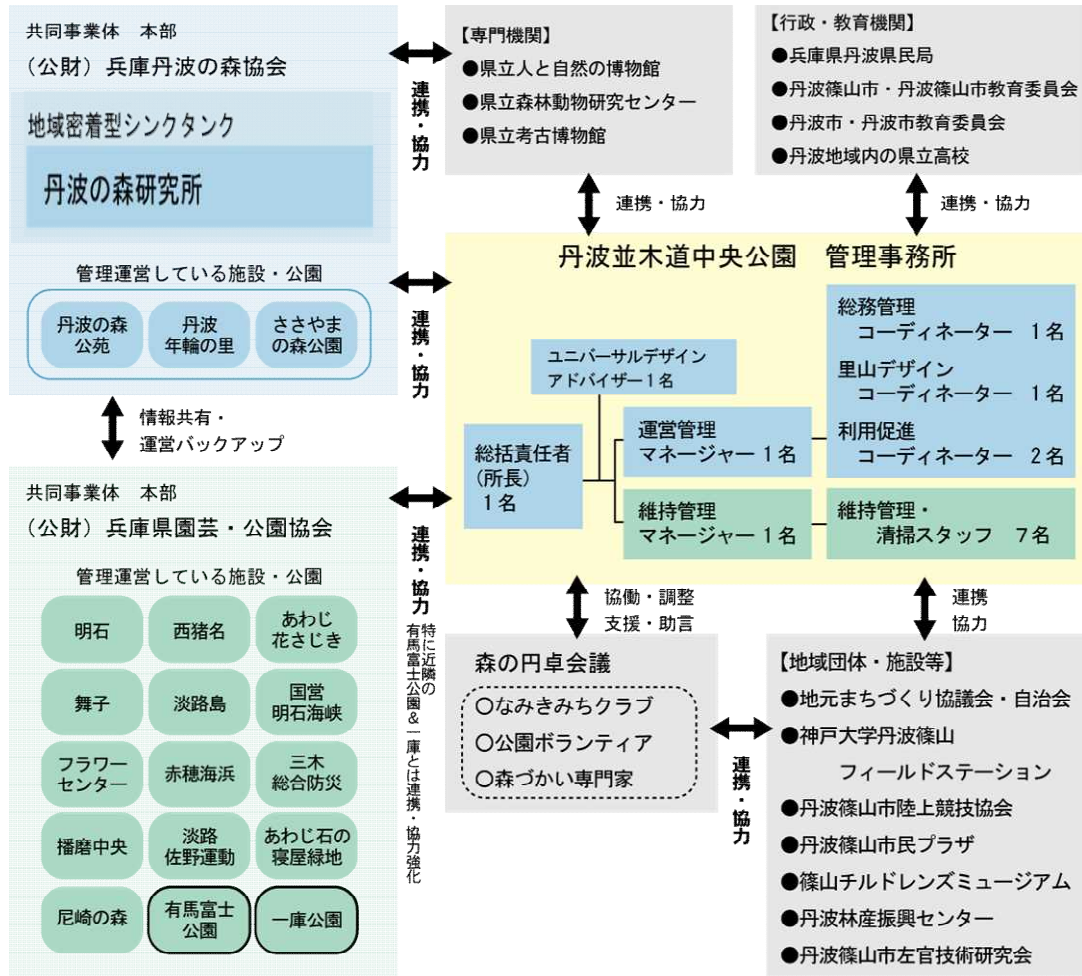 共同事業体　本部
（公財）兵庫丹波の森協会
地域密着型シンクタンク
丹波の森研究所
管理運営している施設・公園
丹波の森
公苑
丹波
年輪の里
ささやま
の森公園
連携・協力
【専門機関】
●県立人と自然の博物館
●県立森林動物研究センター
●県立考古博物館
【行政・教育機関】
●兵庫県丹波県民局
●丹波篠山市・丹波篠山市教育委員会
●丹波市・丹波市教育委員会
●丹波地域内の県立高校
連携・協力
連携・協力
連携・協力
丹波並木道中央公園　管理事務所
ユニバーサルデザイン
アドバイザー1名
総括責任者
（所長）
1名
運営管理
マネージャー 1名
維持管理
マネージャー 1名
総務管理
コーディネーター　1名
里山デザイン
コーディネーター　1名
利用促進
コーディネーター　2名
維持管理・
清掃スタッフ　7名
情報共有・
運営バックアップ
共同事業体　本部
（公財）兵庫県園芸・公園協会
管理運営している施設・公園
明石
西猪名
あわじ
花さじき
舞子
淡路島
国営
明石海峡
フラワー
センター
赤穂海浜
三木
総合防災
播磨中央
淡路
佐野運動
あわじ石の
寝屋緑地
尼崎の森
有馬富士
公園
一庫公園
連携・協力
特に近隣の
有馬富士公園＆一庫とは連携・協力強化
協働・調整
支援・助言
連携
協力
森の円卓会議
○なみきみちクラブ
○公園ボランティア
○森づかい専門家
連携・協力
【地域団体・施設等】
●地元まちづくり協議会・自治会
●神戸大学丹波篠山
フィールドステーション
●丹波篠山市陸上競技協会
●丹波篠山市民プラザ
●篠山チルドレンズミュージアム
●丹波林産振興センター
●丹波篠山市左官技術研究会